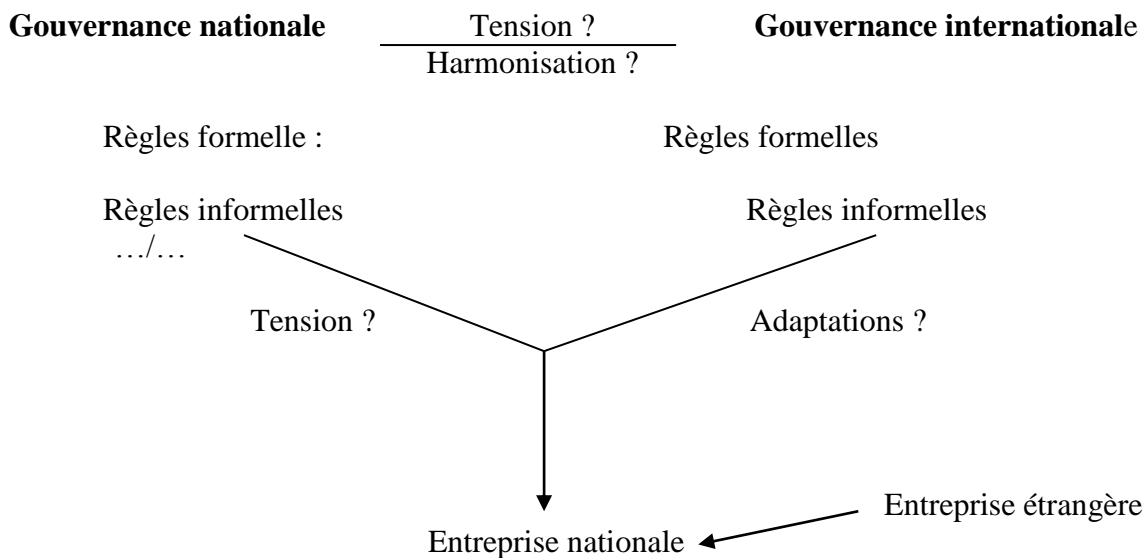 Gouvernance nationale Tension ? Gouvernance internationale
Harmonisation ?
Règles formelle : Règles formelles
Règles informelles Règles informelles
…/…
Tension ? Adaptations ?
Entreprise étrangère
Entreprise nationale